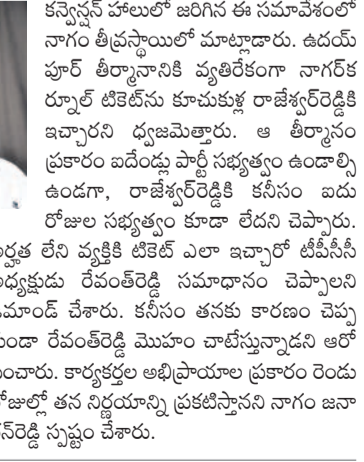 కన్వెన్షన్ హాలులో జరిగిన ఈ సమావేశంలో
నాగం తీవ్రస్థాయిలో మాట్లాడారు. ఉదయ్
పూర్ తీర్మానానికి వ్యతిరేకంగా నాగర్‌క
ర్నూల్ టికెట్‌ను కూచుకుళ్ల రాజేశ్వర్‌రెడ్డికి
ఇచ్చారని ధ్వజమెత్తారు. ఆ తీర్మానం
ప్రకారం ఐదేండ్లు పార్టీ సభ్యత్వం ఉండాల్సి
ఉండగా, రాజేశ్వర్‌రెడ్డికి కనీసం ఐదు
రోజుల సభ్యత్వం కూడా లేదని చెప్పారు.
ర్హత లేని వ్యక్తికి టికెట్ ఎలా ఇచ్చారో టీపీసీసీ
ధ్యక్షుడు రేవంత్‌రెడ్డి సమాధానం చెప్పాలని
మాండ్ చేశారు. కనీసం తనకు కారణం చెప్ప
ుండా రేవంత్‌రెడ్డి మొహం చాటేస్తున్నాడని ఆరో
ించారు. కార్యకర్తల అభిప్రాయాల ప్రకారం రెండు
ోజుల్లో తన నిర్ణయాన్ని ప్రకటిస్తానని నాగం జనా
న్‌రెడ్డి స్పష్టం చేశారు.